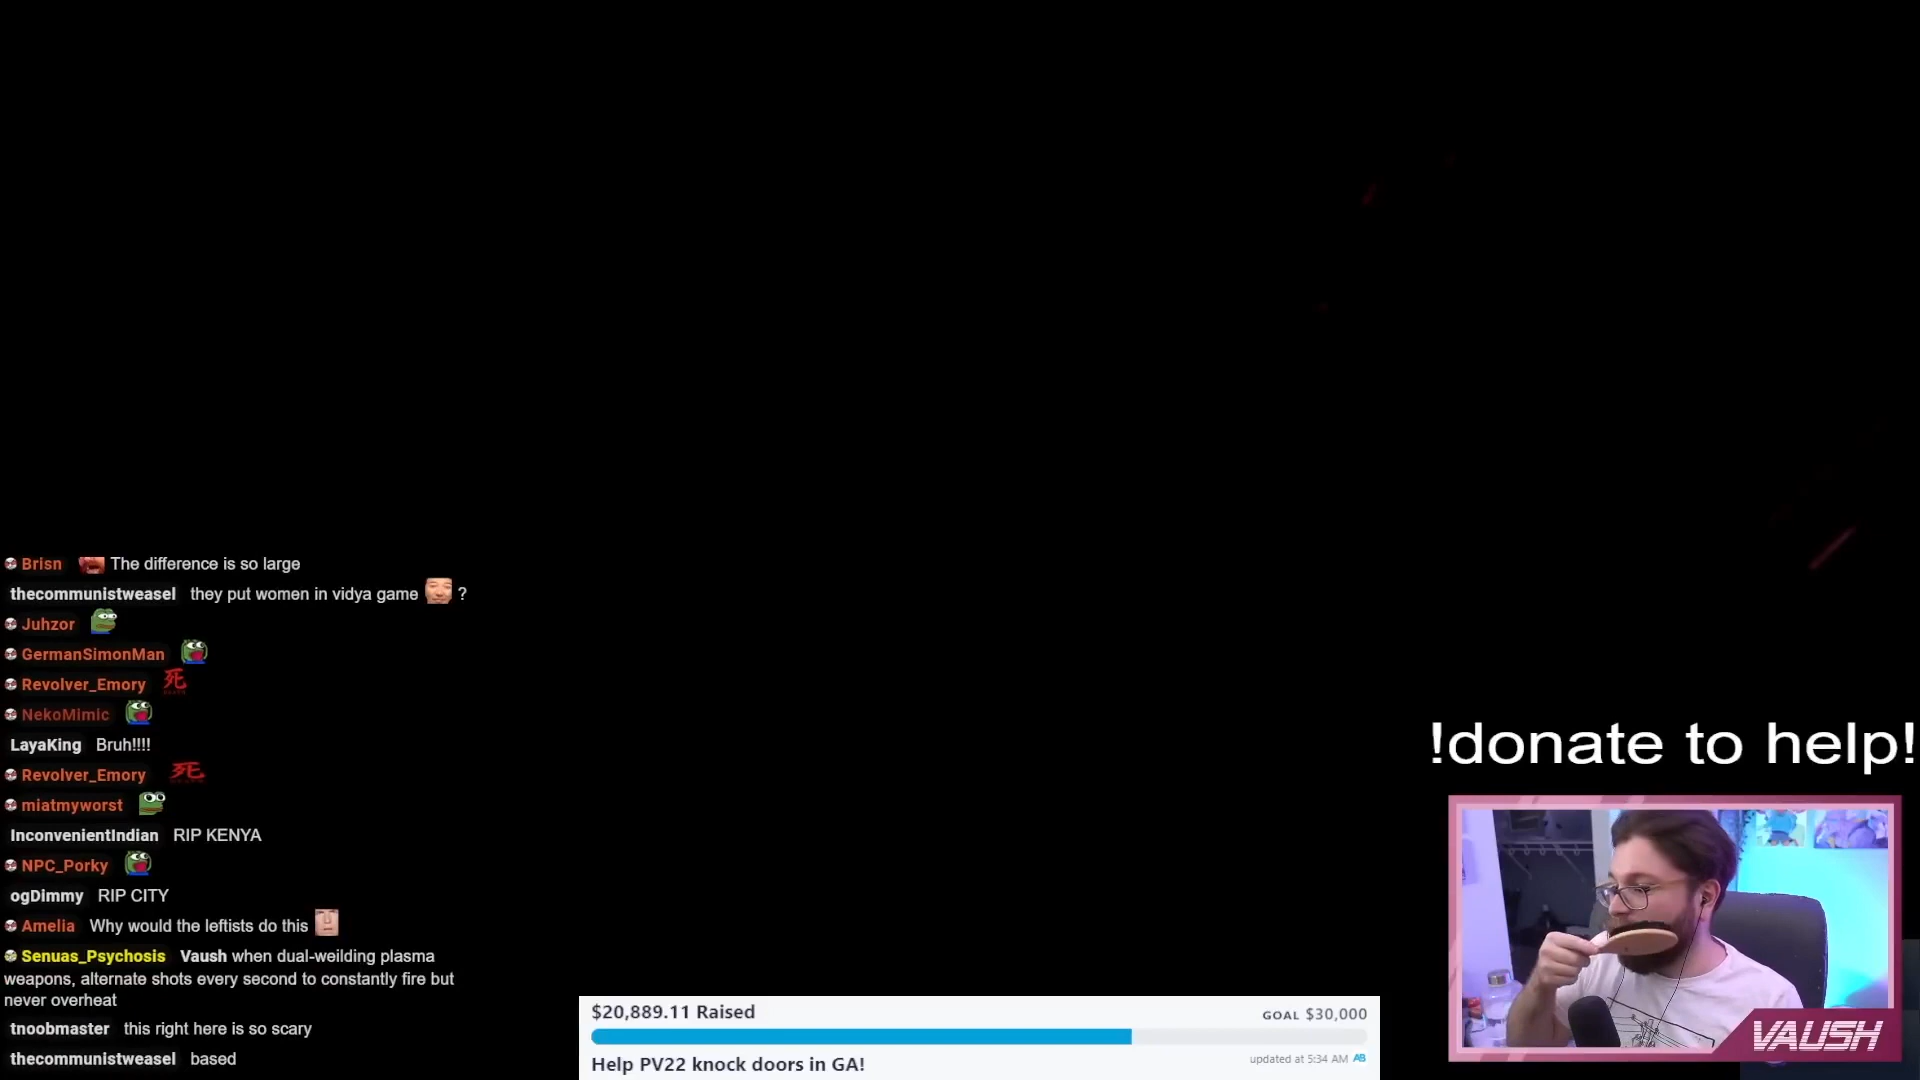 Brisn The difference is so large
thecommunistweasel they put women in vidya game ?
Juhzor
GermanSimonMan
Revolver_Emory 死
NekoMimic
LayaKing Bruh!!!!
Revolver_Emory 死
miatmyworst
InconvenientIndian RIP KENYA
NPC_Porky
ogDimmy RIP CITY
Amelia Why would the leftists do this
Senuas_Psychosis Vaush when dual-weilding plasma
weapons, alternate shots every second to constantly fire but
never overheat
tnoobmaster this right here is so scary
thecommunistweasel based
$20,889.11 Raised
GOAL $30,000
Help PV22 knock doors in GA!
updated at 5:34 AM AB
!donate to help!
VAUSH